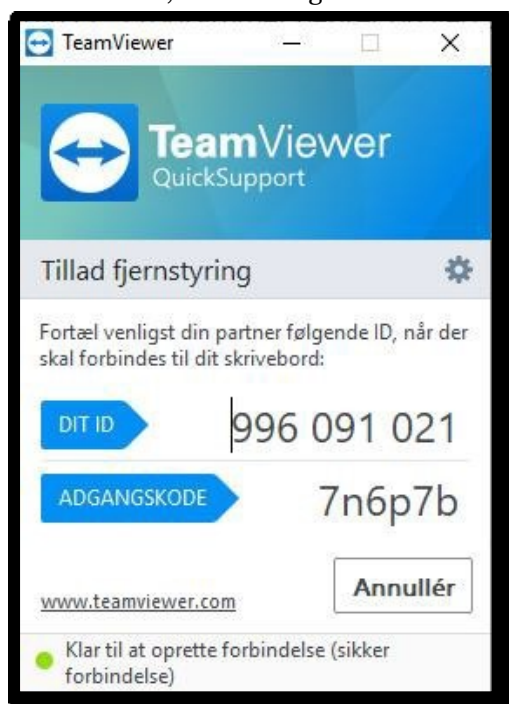 TeamViewer
TeamViewer
QuickSupport
Tillad fjernstyring
Fortæl venligst din partner følgende ID, når der
skal forbindes til dit skrivebord:
DIT ID
996 091 021
ADGANGSKODE
7n6p7b
www.teamviewer.com
Annullér
Klar til at oprette forbindelse (sikker
forbindelse)